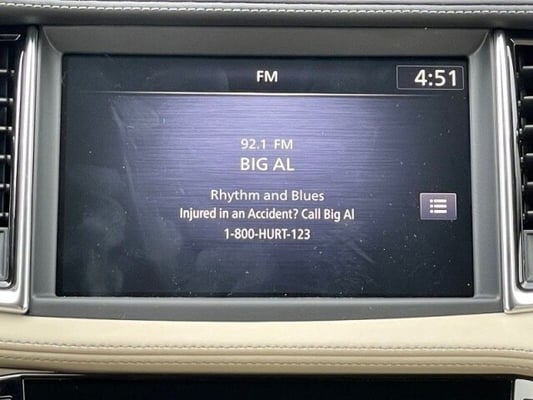 FM
4:51
92.1 FM
BIG AL
Rhythm and Blues
Injured in an Accident? Call Big Al
1-800-HURT-123